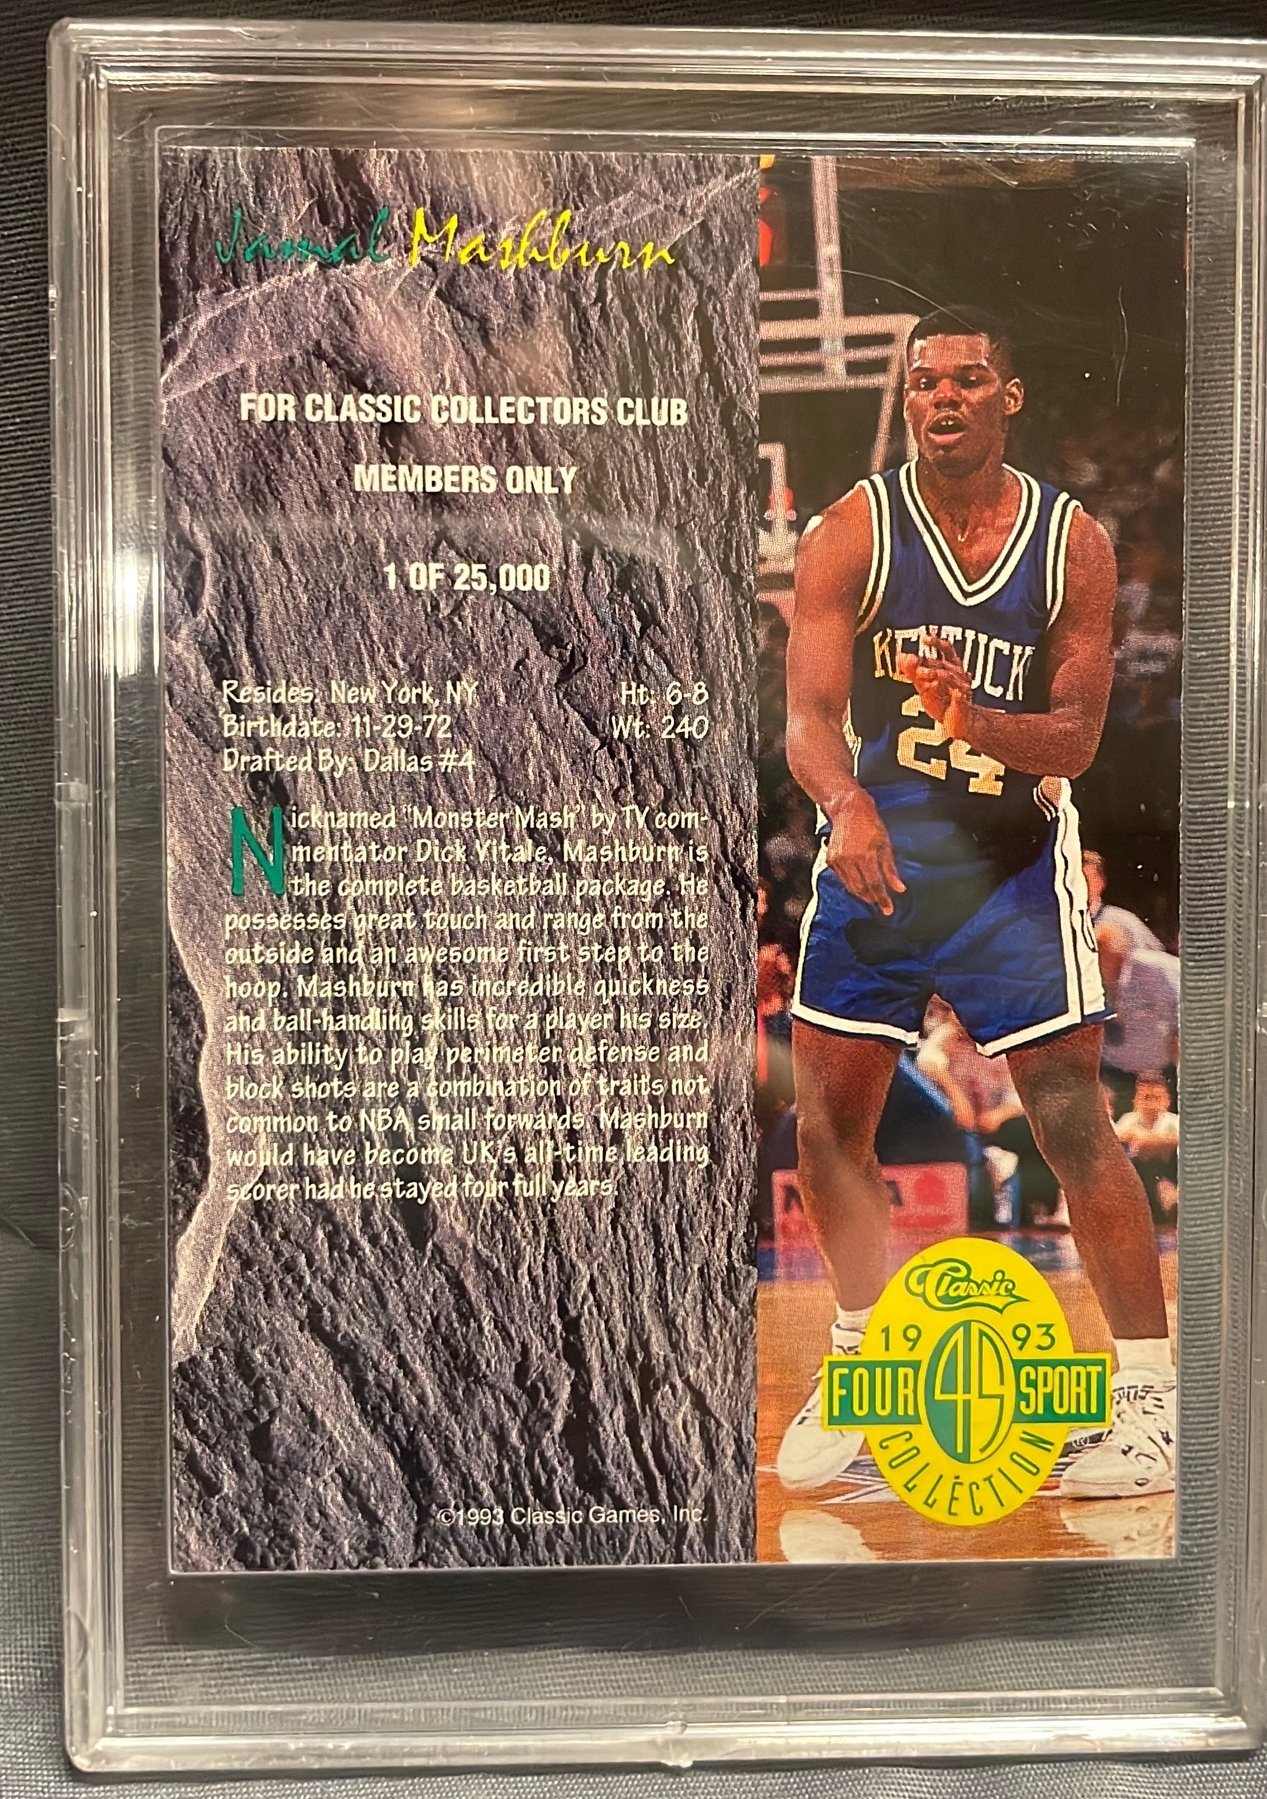 Jamal Mashburn
FOR CLASSIC COLLECTORS CLUB
MEMBERS ONLY
1 OF 25,000
Resides: New York, NY
Ht: 6-8
Birthdate: 11-29-72
Wt: 240
Drafted By: Dallas #4
Nicknamed "Monster Mash" by TV com-
mentator Dick Vitale, Mashburn is
the complete basketball package. He
possesses great touch and range from the
outside and an awesome first step to the
hoop. Mashburn has incredible quickness
and ball-handling skills for a player his size.
His ability to play perimeter defense and
block shots are a combination of traits not
common to NBA small forwards. Mashburn
would have become UK's all-time leading
scorer had he stayed four full years.
©1993 Classic Games, Inc.
KENTUCK
24
Classic
19 93
FOUR 4S SPORT
COLLECTION